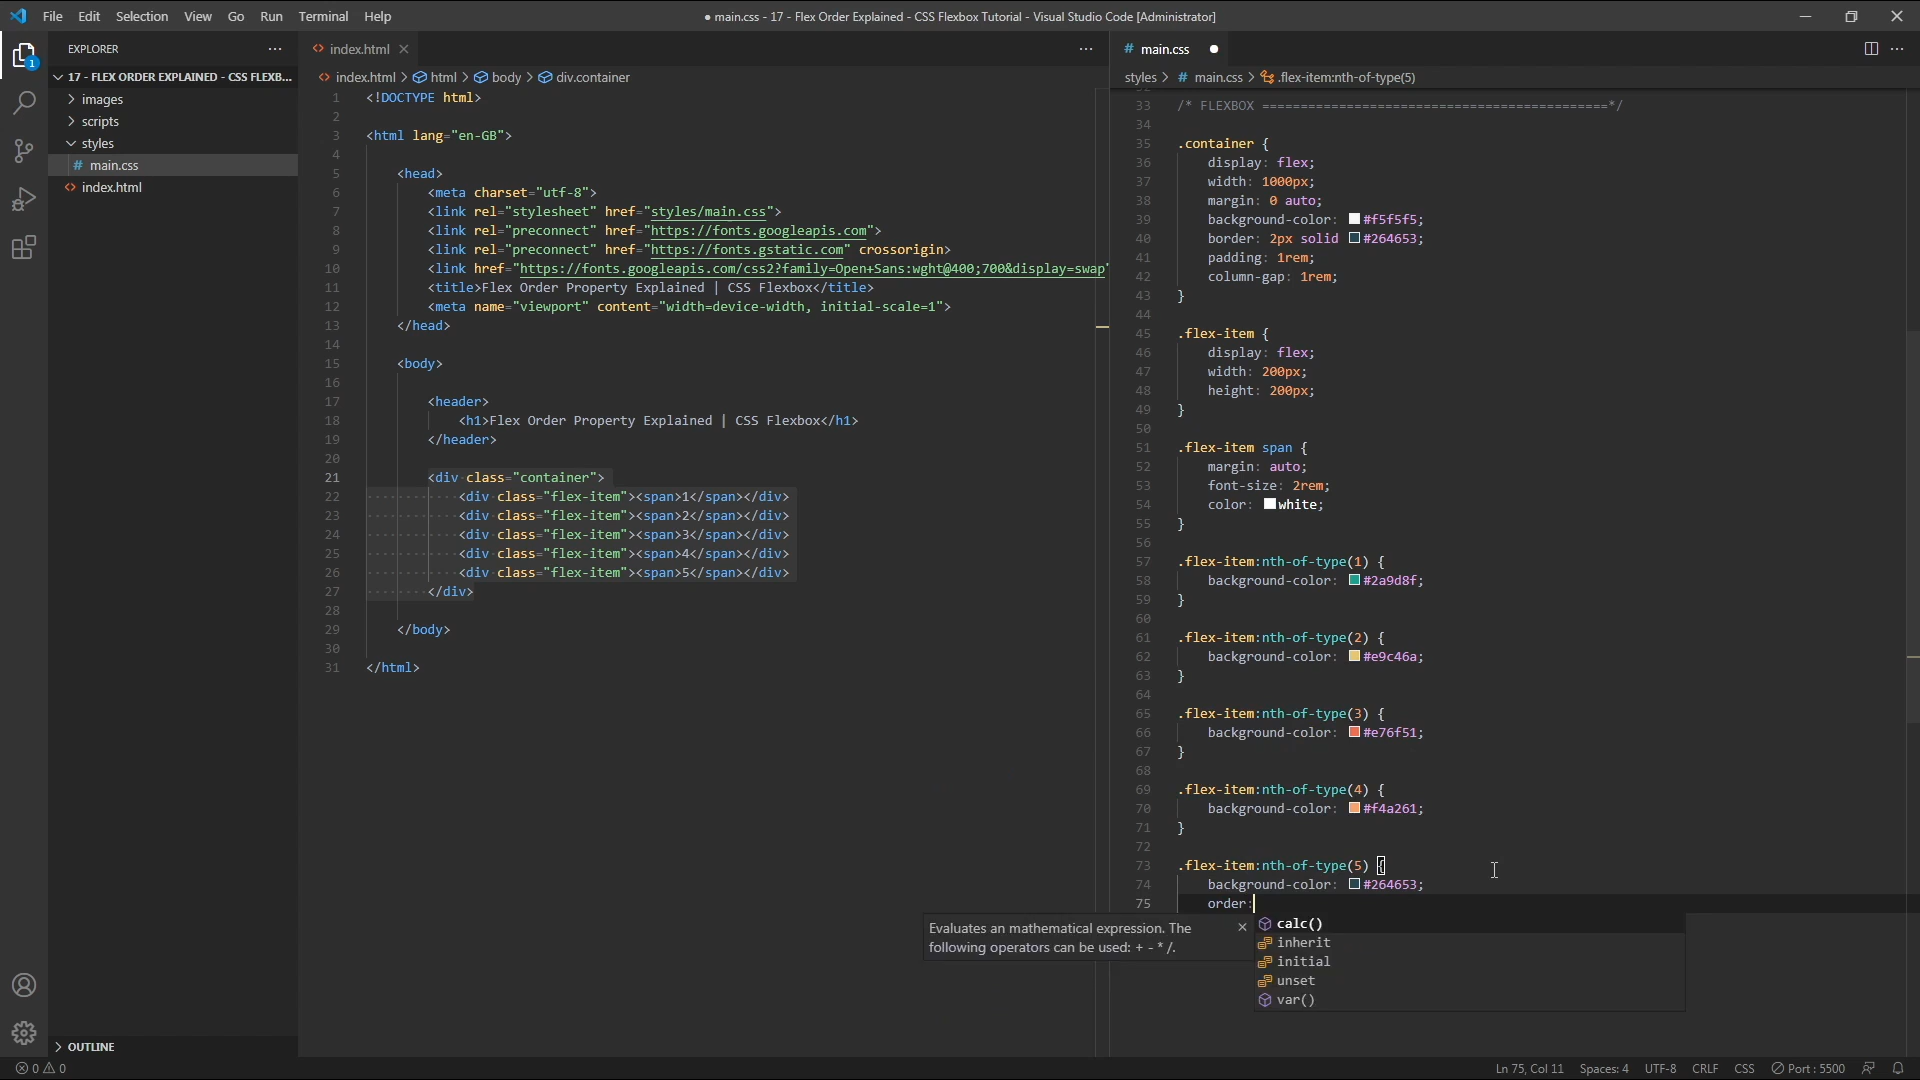 File Edit Selection View Go Run Terminal Help
● main.css - 17 - Flex Order Explained - CSS Flexbox Tutorial - Visual Studio Code [Administrator]
EXPLORER
1
17 - FLEX ORDER EXPLAINED - CSS FLEXB...
images
scripts
styles
# main.css
<> index.html
OUTLINE
<> index.html
<> index.html > html > body > div.container
1 <!DOCTYPE html>
2
3 <html lang="en-GB">
4
5 <head>
6 <meta charset="utf-8">
7 <link rel="stylesheet" href="styles/main.css">
8 <link rel="preconnect" href="https://fonts.googleapis.com">
9 <link rel="preconnect" href="https://fonts.gstatic.com" crossorigin>
10 <link href="https://fonts.googleapis.com/css2?family=Open+Sans:wght@400;700&display=swap"
11 <title>Flex Order Property Explained | CSS Flexbox</title>
12 <meta name="viewport" content="width=device-width, initial-scale=1">
13 </head>
14
15 <body>
16
17 <header>
18 <h1>Flex Order Property Explained | CSS Flexbox</h1>
19 </header>
20
21 <div class="container">
22 <div class="flex-item"><span>1</span></div>
23 <div class="flex-item"><span>2</span></div>
24 <div class="flex-item"><span>3</span></div>
25 <div class="flex-item"><span>4</span></div>
26 <div class="flex-item"><span>5</span></div>
27 </div>
28
29 </body>
30
31 </html>
# main.css ●
styles > # main.css > .flex-item:nth-of-type(5)
33 /* FLEXBOX =============================================*/
34
35 .container {
36 display: flex;
37 width: 1000px;
38 margin: 0 auto;
39 background-color: #f5f5f5;
40 border: 2px solid #264653;
41 padding: 1rem;
42 column-gap: 1rem;
43 }
44
45 .flex-item {
46 display: flex;
47 width: 200px;
48 height: 200px;
49 }
50
51 .flex-item span {
52 margin: auto;
53 font-size: 2rem;
54 color: white;
55 }
56
57 .flex-item:nth-of-type(1) {
58 background-color: #2a9d8f;
59 }
60
61 .flex-item:nth-of-type(2) {
62 background-color: #e9c46a;
63 }
64
65 .flex-item:nth-of-type(3) {
66 background-color: #e76f51;
67 }
68
69 .flex-item:nth-of-type(4) {
70 background-color: #f4a261;
71 }
72
73 .flex-item:nth-of-type(5) {
74 background-color: #264653;
75 order:
Evaluates an mathematical expression. The
following operators can be used: + - * /.
calc()
inherit
initial
unset
var()
0 0
Ln 75, Col 11 Spaces: 4 UTF-8 CRLF CSS Port : 5500